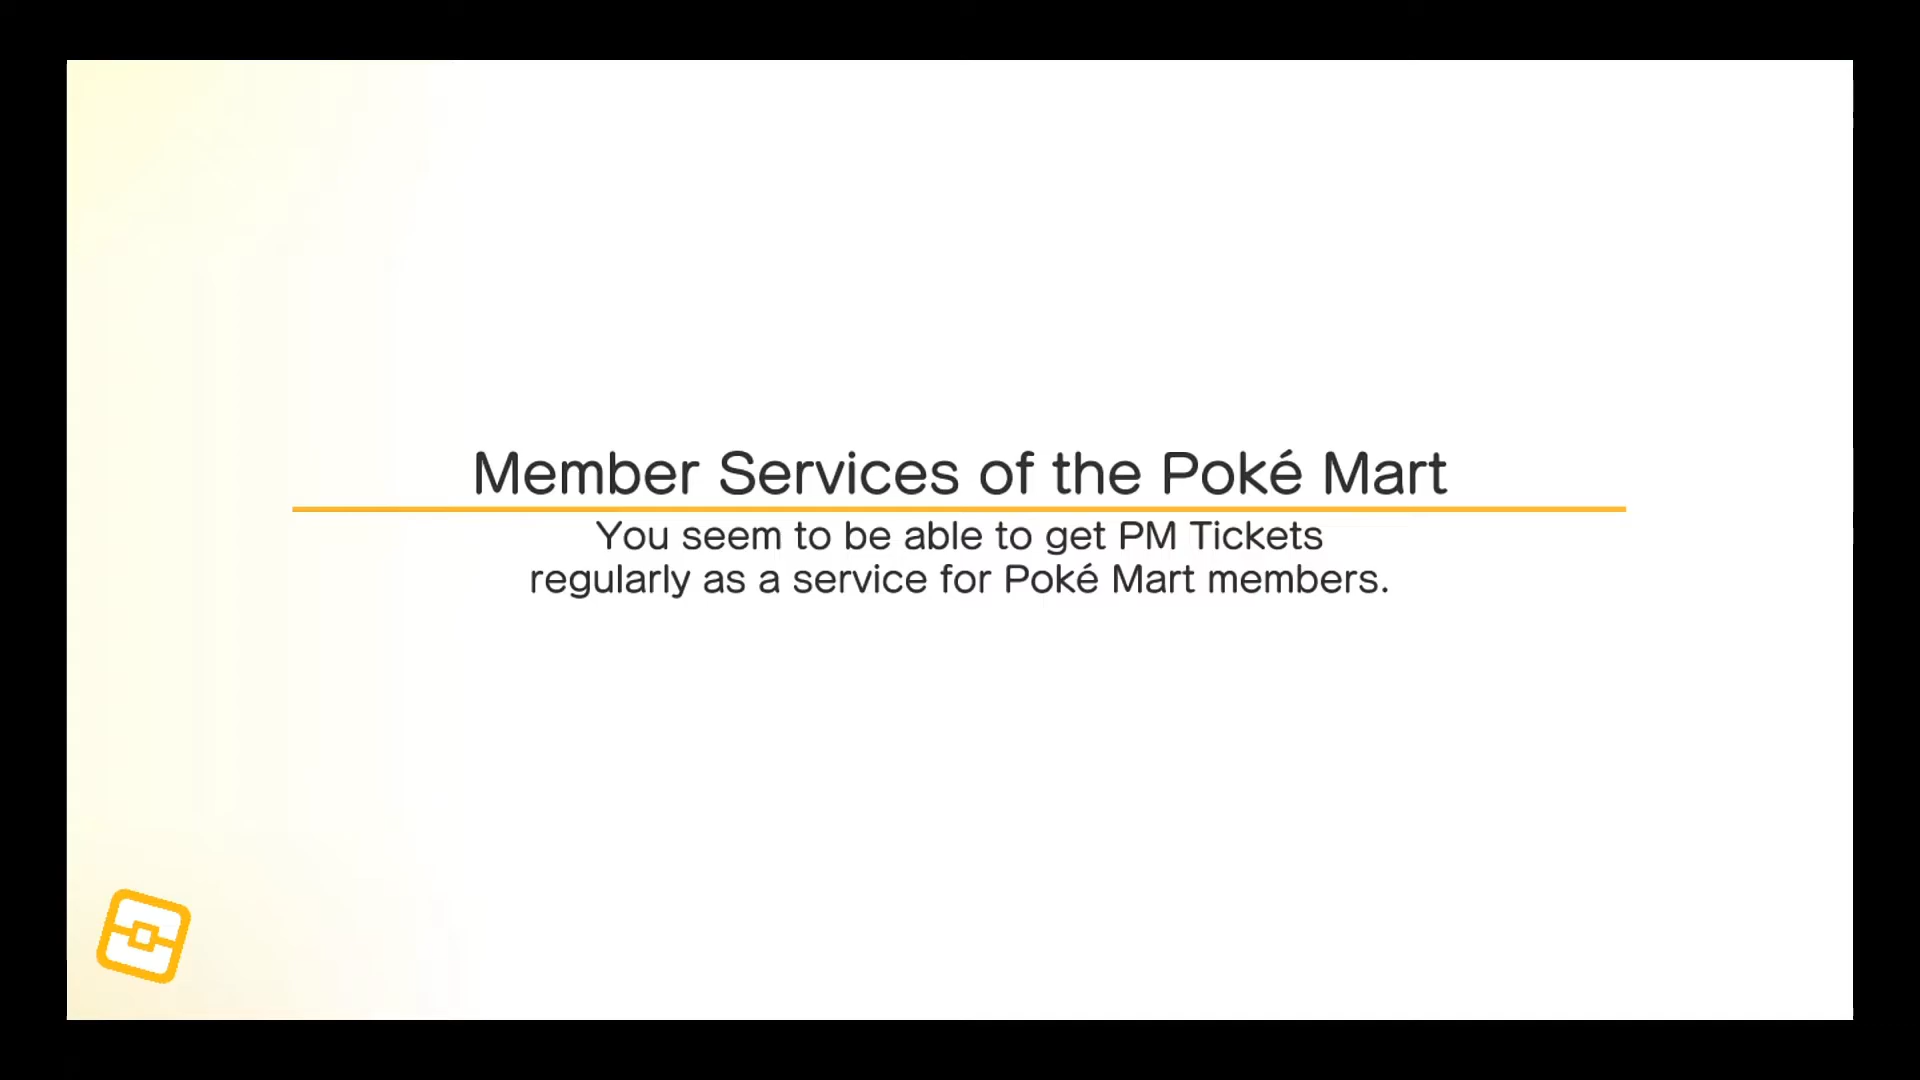 Member Services of the Poké Mart
You seem to be able to get PM Tickets
regularly as a service for Poké Mart members.